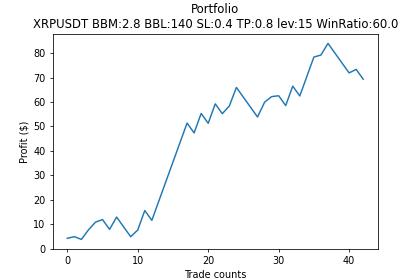 Portfolio
XRPUSDT BBM:2.8 BBL:140 SL:0.4 TP:0.8 lev:15 WinRatio:60.0
80
70
60
50
40
30
20
10
0
Profit ($)
0 10 20 30 40
Trade counts